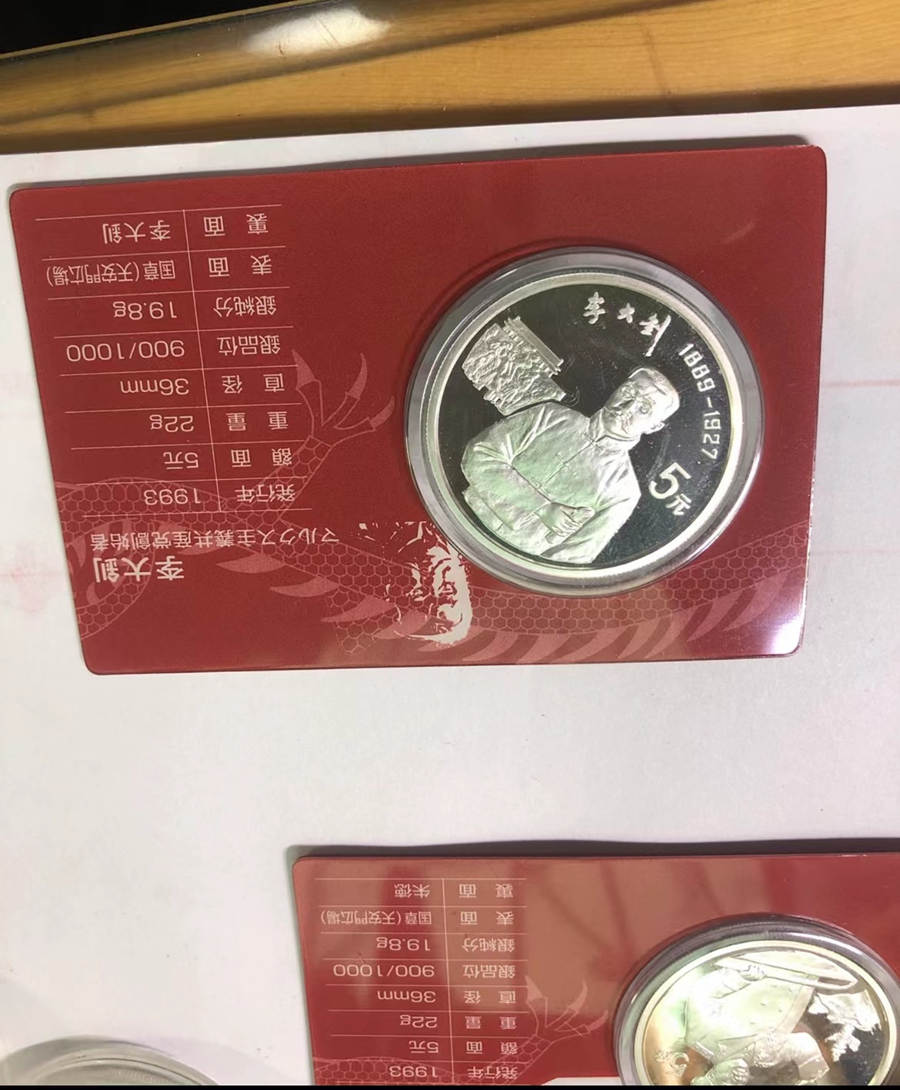 李大釗
マルクス主義共産党創始者
発行年 1993
額面 5元
重量 22g
直径 36mm
銀品位 900/1000
銀純分 19.8g
表面 国章(天安門広場)
裏面 李大釗
李大釗
1889-1927
5元
発行年 1993
額面 5元
重量 22g
直径 36mm
銀品位 900/1000
銀純分 19.8g
表面 国章(天安門広場)
裏面 朱徳